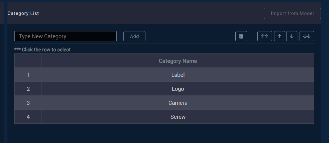 Category List
Import from Model
Type New Category
Add
*** Click the row to select
Category Name
1 Label
2 Logo
3 Camera
4 Screw